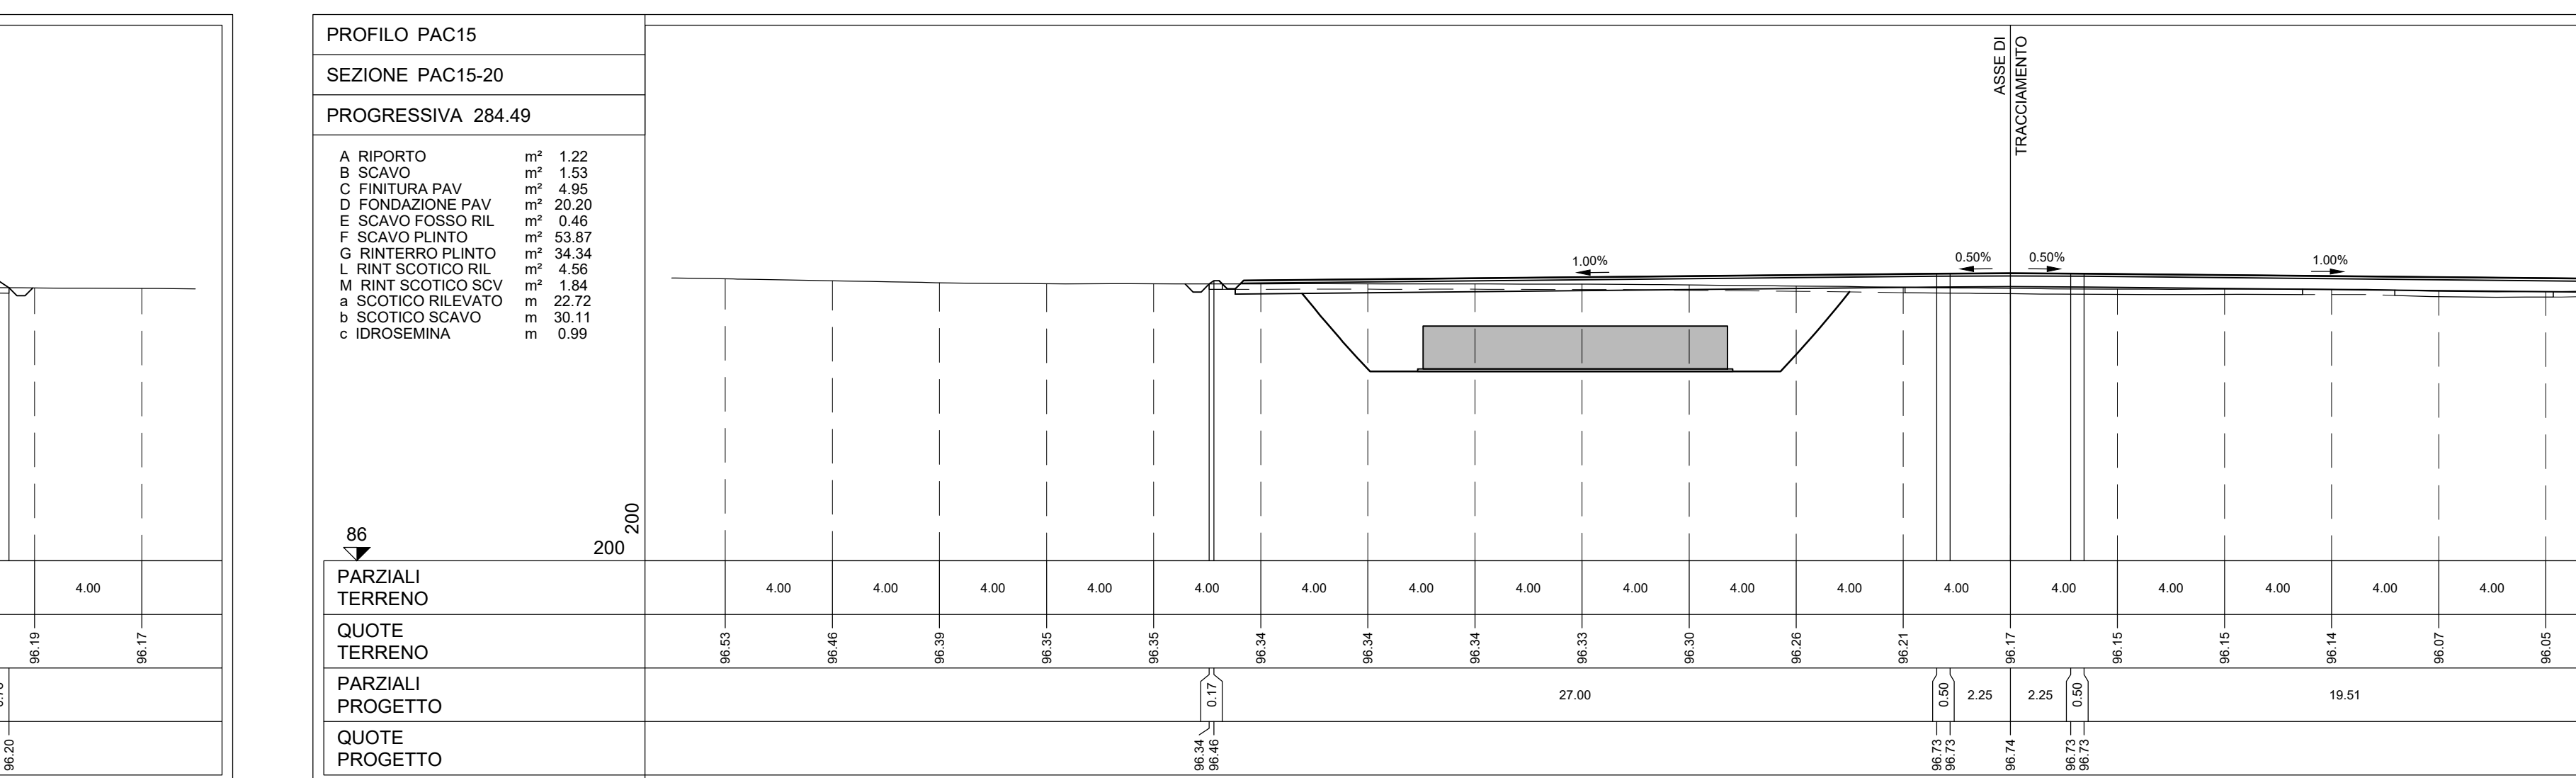 PROFILO PAC15
SEZIONE PAC15-20
PROGRESSIVA 284.49
A RIPORTO m² 1.22
B SCAVO m² 1.53
C FINITURA PAV m² 4.95
D FONDAZIONE PAV m² 20.20
E SCAVO FOSSO RIL m² 0.46
F SCAVO PLINTO m² 53.87
G RINTERRO PLINTO m² 34.34
L RINT SCOTICO RIL m² 4.56
M RINT SCOTICO SCV m² 1.84
a SCOTICO RILEVATO m 22.72
b SCOTICO SCAVO m 30.11
c IDROSEMINA m 0.99
ASSE DI
TRACCIAMENTO
1.00% 0.50% 0.50% 1.00%
86
200
200
4.00
PARZIALI
TERRENO
4.00 4.00 4.00 4.00 4.00 4.00 4.00 4.00 4.00 4.00 4.00 4.00 4.00 4.00 4.00 4.00 4.00
96.19 96.17
QUOTE
TERRENO
96.53 96.46 96.39 96.35 96.35 96.34 96.34 96.34 96.33 96.30 96.26 96.21 96.17 96.15 96.15 96.14 96.07 96.05
PARZIALI
PROGETTO
0.17 27.00 0.50 2.25 2.25 0.50 19.51
96.20
QUOTE
PROGETTO
96.34 96.46 96.73 96.73 96.74 96.73 96.73